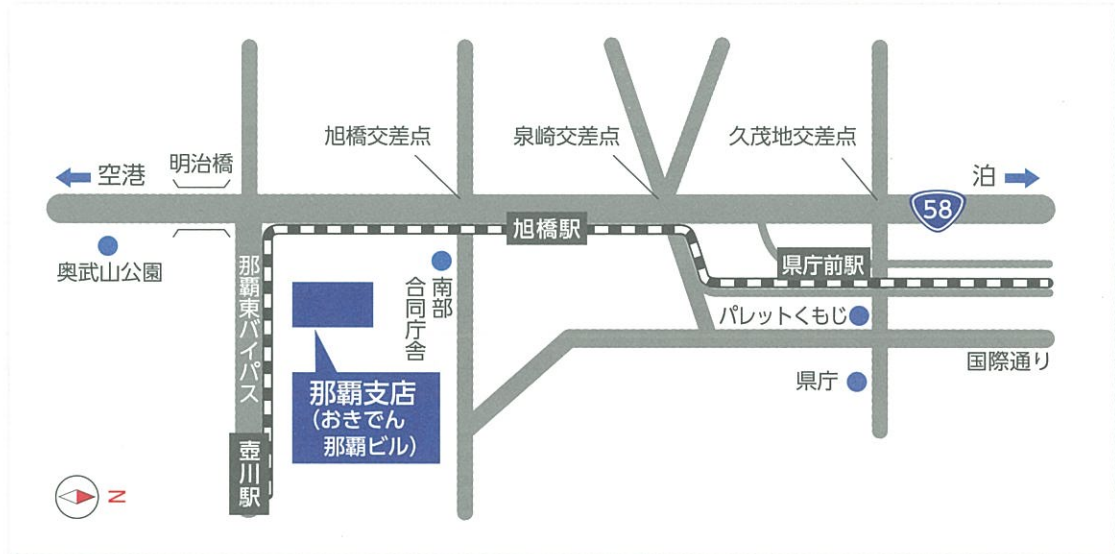 旭橋交差点
泉崎交差点
久茂地交差点
空港
明治橋
泊
58
旭橋駅
奥武山公園
那覇東バイパス
南部
合同庁舎
県庁前駅
パレットくもじ
国際通り
県庁
那覇支店
(おきでん
那覇ビル)
壺川駅
N